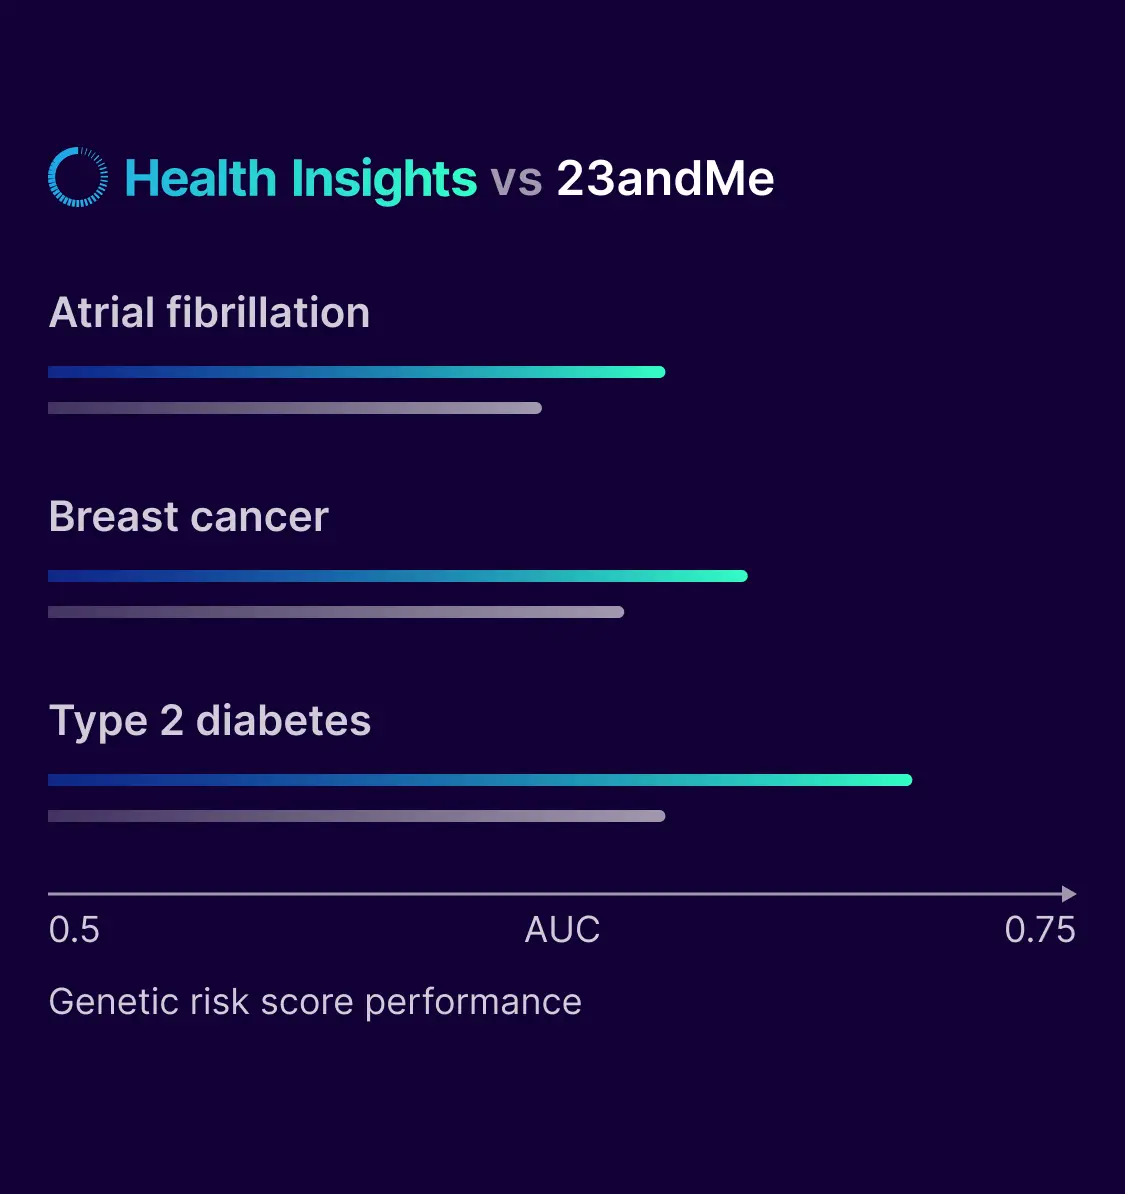 Health Insights vs 23andMe
Atrial fibrillation
Breast cancer
Type 2 diabetes
0.5 AUC 0.75
Genetic risk score performance